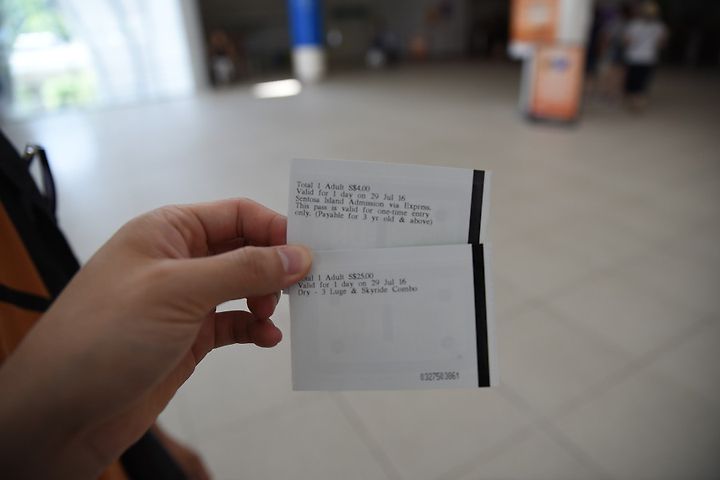 Total 1 Adult S$4.00
Valid for 1 day on 29 Jul 16
Sentosa Island Admission via Express.
This pass is valid for one-time entry
only. (Payable for 3 yr old & above)
Total 1 Adult S$25.00
Valid for 1 day on 29 Jul 16
Dry - 3 Luge & Skyride Combo
0327503861